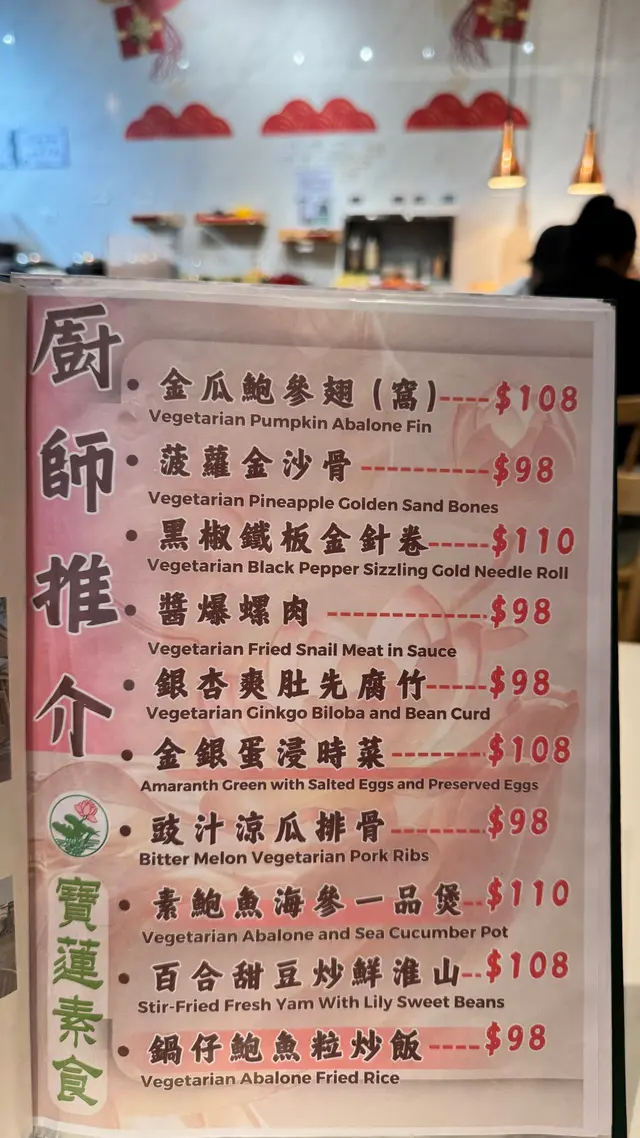 廚師推介
金瓜鮑參翅（窩）----$108
Vegetarian Pumpkin Abalone Fin
菠蘿金沙骨-----------$98
Vegetarian Pineapple Golden Sand Bones
黑椒鐵板金針卷-----$110
Vegetarian Black Pepper Sizzling Gold Needle Roll
醬爆螺肉--------------$98
Vegetarian Fried Snail Meat in Sauce
銀杏爽肚先腐竹-----$98
Vegetarian Ginkgo Biloba and Bean Curd
金銀蛋浸時菜--------$108
Amaranth Green with Salted Eggs and Preserved Eggs
豉汁涼瓜排骨--------$98
Bitter Melon Vegetarian Pork Ribs
素鮑魚海參一品煲--$110
Vegetarian Abalone and Sea Cucumber Pot
百合甜豆炒鮮淮山--$108
Stir-Fried Fresh Yam With Lily Sweet Beans
鍋仔鮑魚粒炒飯----$98
Vegetarian Abalone Fried Rice
寶蓮素食